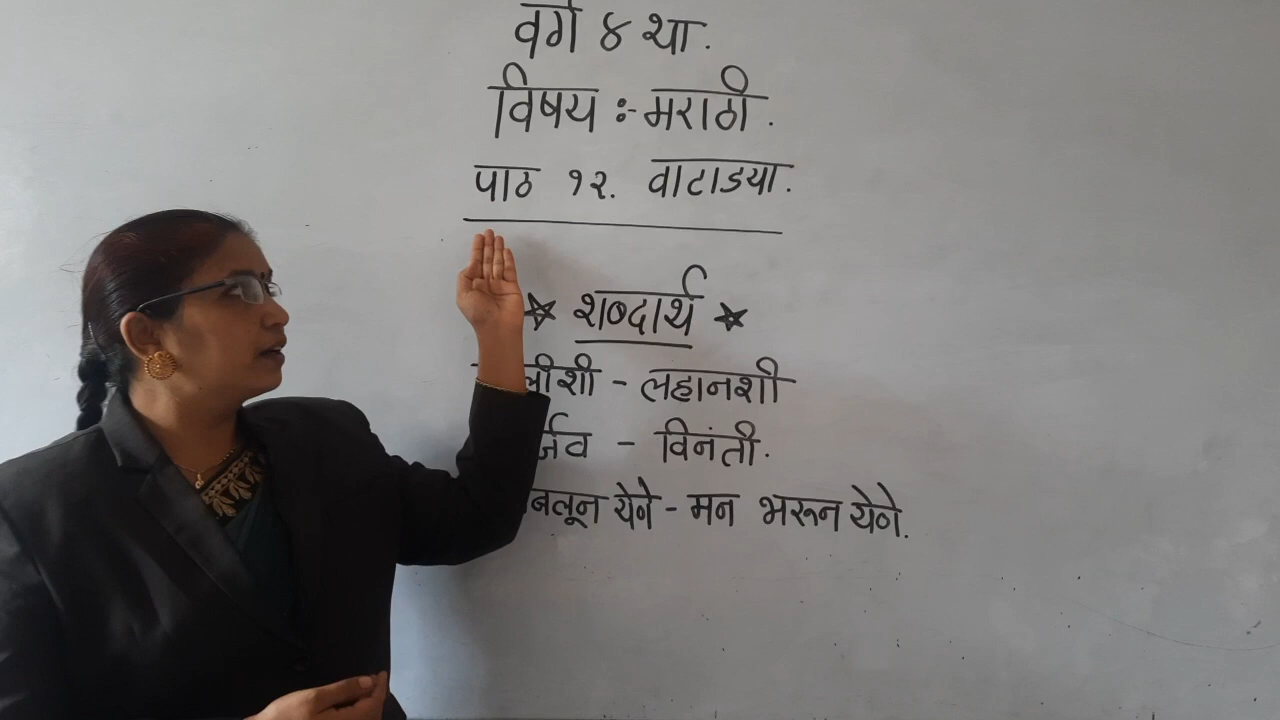 वर्ग ४ था.
विषय :- मराठी.
पाठ १२. वाटाड्या.
☆ शब्दार्थ ☆
- लहानशी
- विनंती.
येणे - मन भरून येणे.